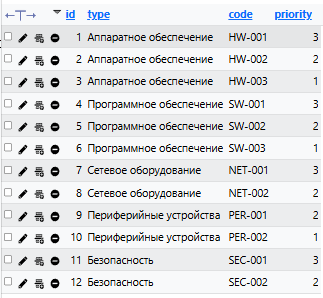 ←T→ id type code priority
1 Аппаратное обеспечение HW-001 3
2 Аппаратное обеспечение HW-002 2
3 Аппаратное обеспечение HW-003 1
4 Программное обеспечение SW-001 3
5 Программное обеспечение SW-002 2
6 Программное обеспечение SW-003 1
7 Сетевое оборудование NET-001 3
8 Сетевое оборудование NET-002 2
9 Периферийные устройства PER-001 2
10 Периферийные устройства PER-002 1
11 Безопасность SEC-001 3
12 Безопасность SEC-002 2